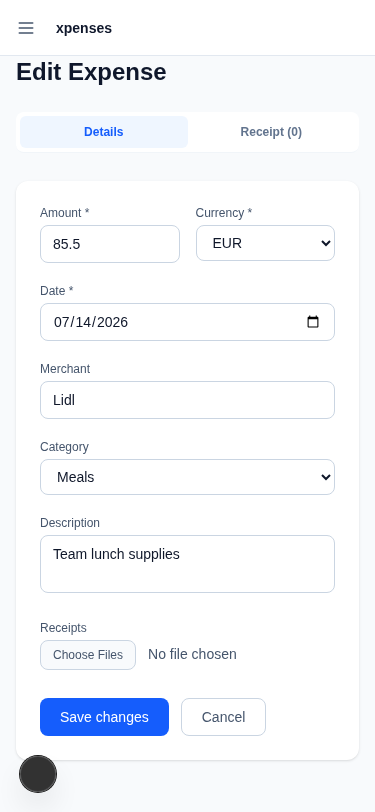 xpenses
Edit Expense
Details
Receipt (0)
Amount *
Currency *
85.5
EUR
Date *
07/14/2026
Merchant
Lidl
Category
Meals
Description
Team lunch supplies
Receipts
Choose Files
No file chosen
Save changes
Cancel